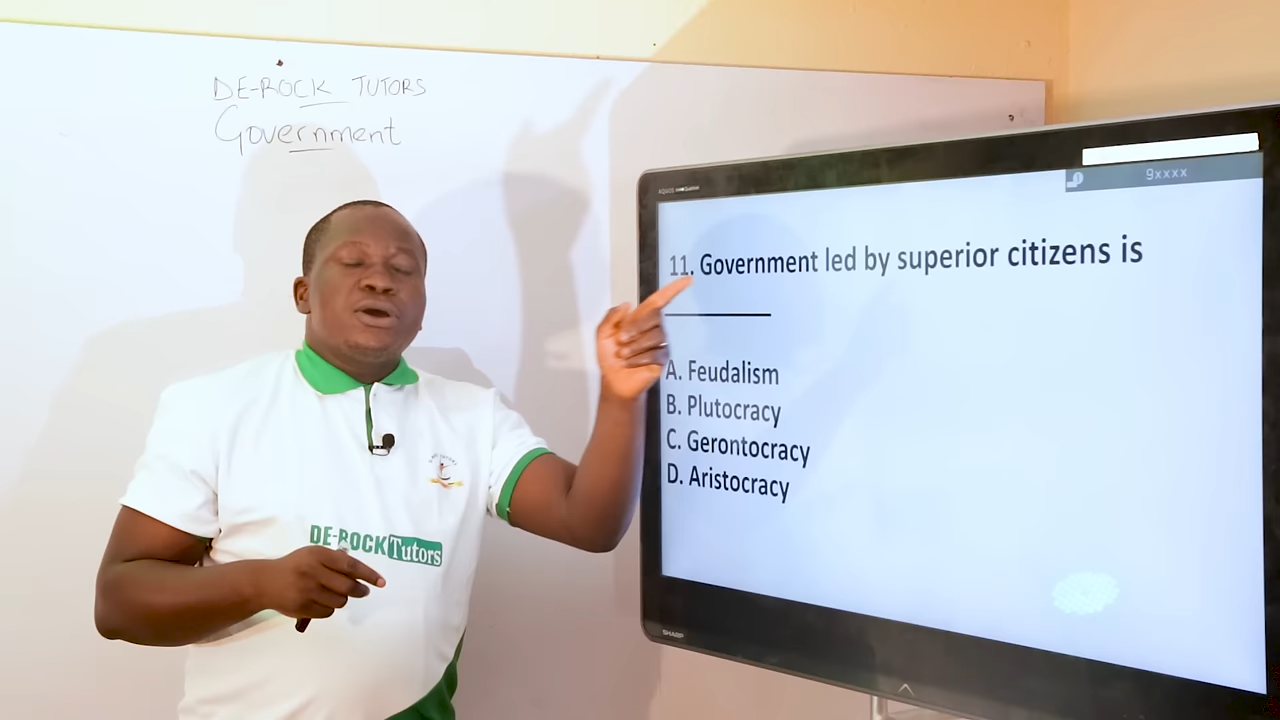 DE-ROCK TUTORS
Government
DE-ROCK Tutors
AQUOS
9xxxx
11. Government led by superior citizens is
A. Feudalism
B. Plutocracy
C. Gerontocracy
D. Aristocracy
SHARP